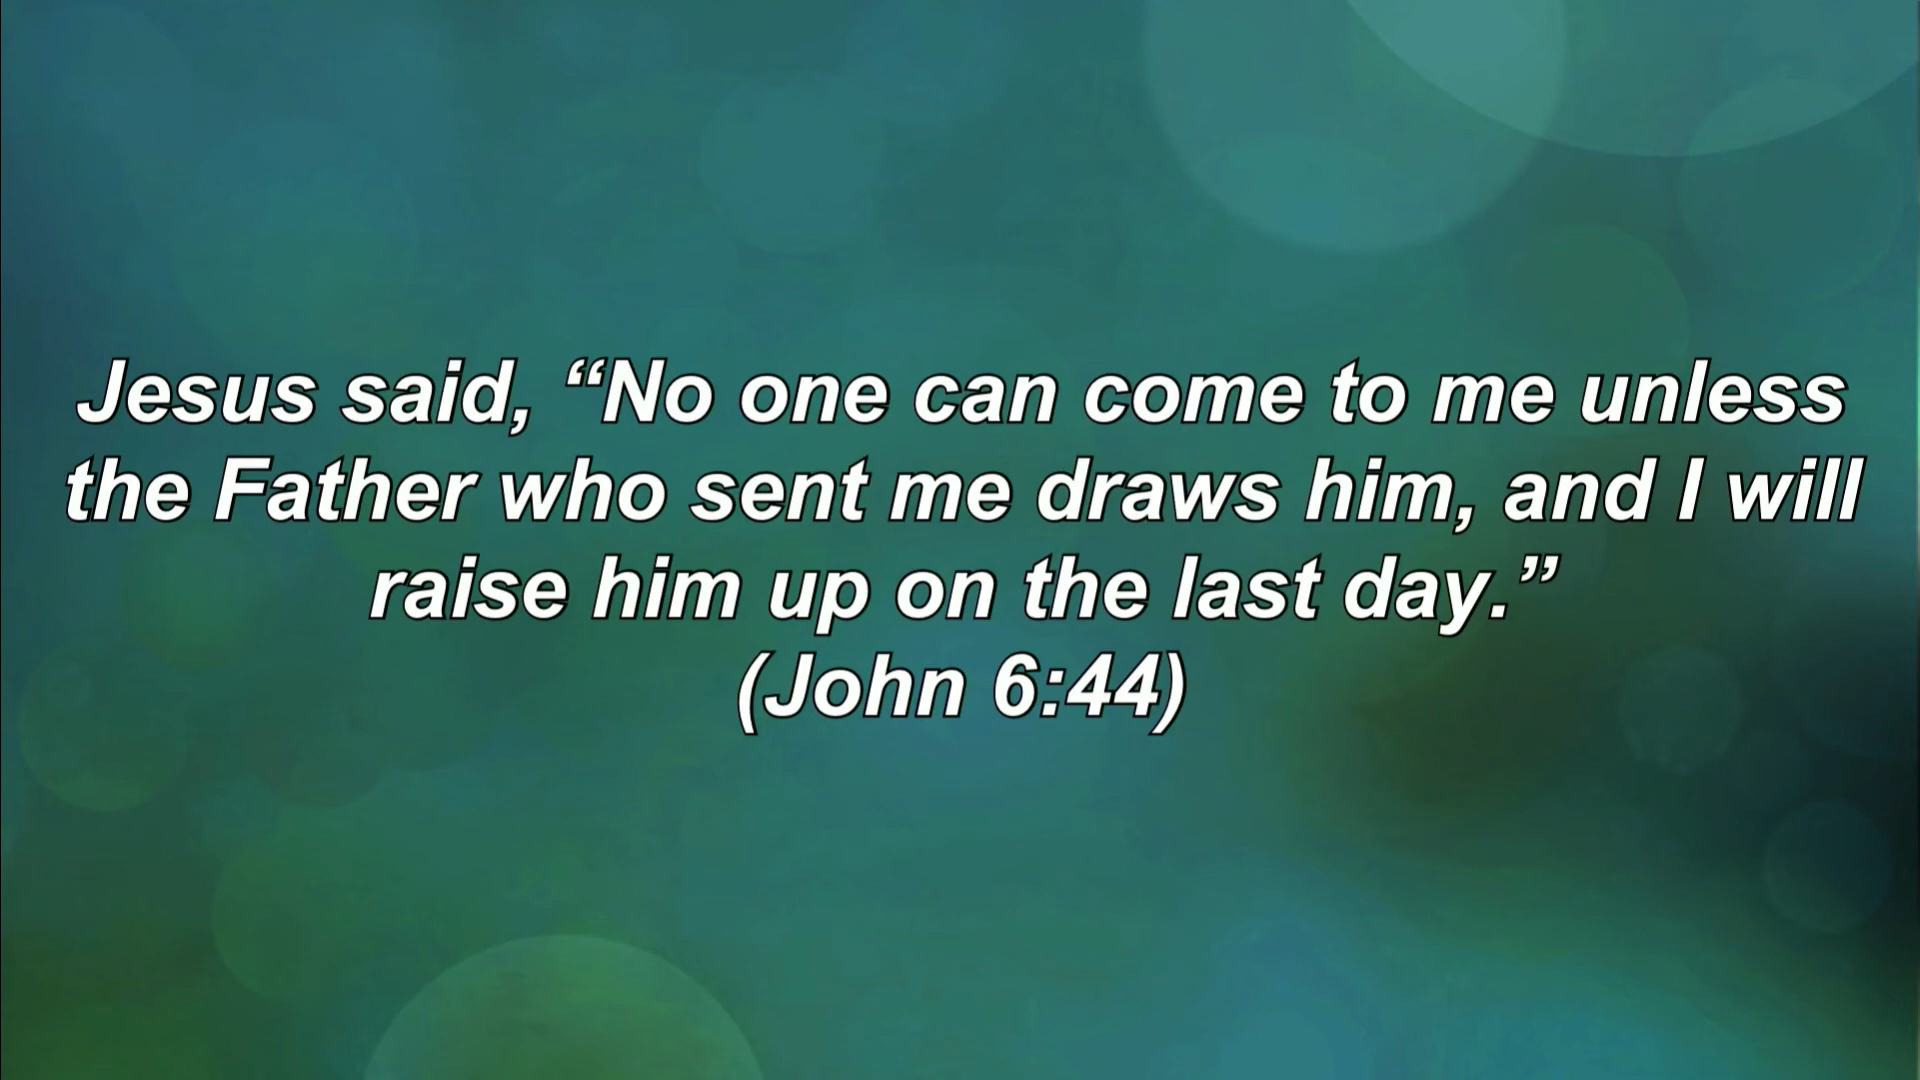 Jesus said, “No one can come to me unless
the Father who sent me draws him, and I will
raise him up on the last day.”
(John 6:44)